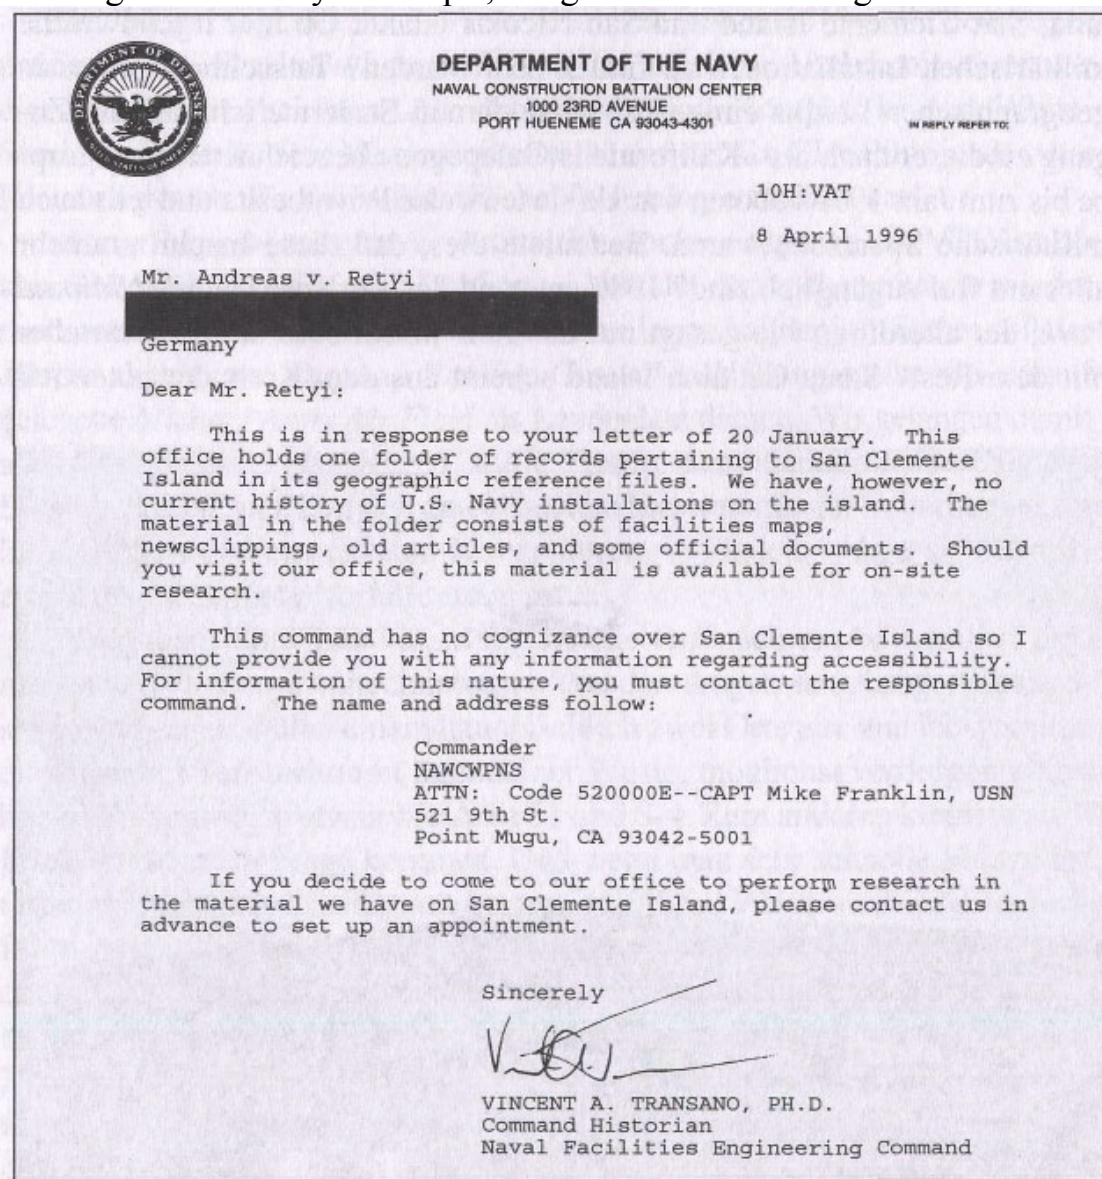 DEPARTMENT OF THE NAVY
NAVAL CONSTRUCTION BATTALION CENTER
1000 23RD AVENUE
PORT HUENEME CA 93043-4301
IN REPLY REFER TO:
10H:VAT
8 April 1996
Mr. Andreas v. Retyi
Germany
Dear Mr. Retyi:
This is in response to your letter of 20 January. This
office holds one folder of records pertaining to San Clemente
Island in its geographic reference files. We have, however, no
current history of U.S. Navy installations on the island. The
material in the folder consists of facilities maps,
newsclippings, old articles, and some official documents. Should
you visit our office, this material is available for on-site
research.
This command has no cognizance over San Clemente Island so I
cannot provide you with any information regarding accessibility.
For information of this nature, you must contact the responsible
command. The name and address follow:
Commander
NAWCWPNS
ATTN: Code 520000E--CAPT Mike Franklin, USN
521 9th St.
Point Mugu, CA 93042-5001
If you decide to come to our office to perform research in
the material we have on San Clemente Island, please contact us in
advance to set up an appointment.
Sincerely
VINCENT A. TRANSANO, PH.D.
Command Historian
Naval Facilities Engineering Command